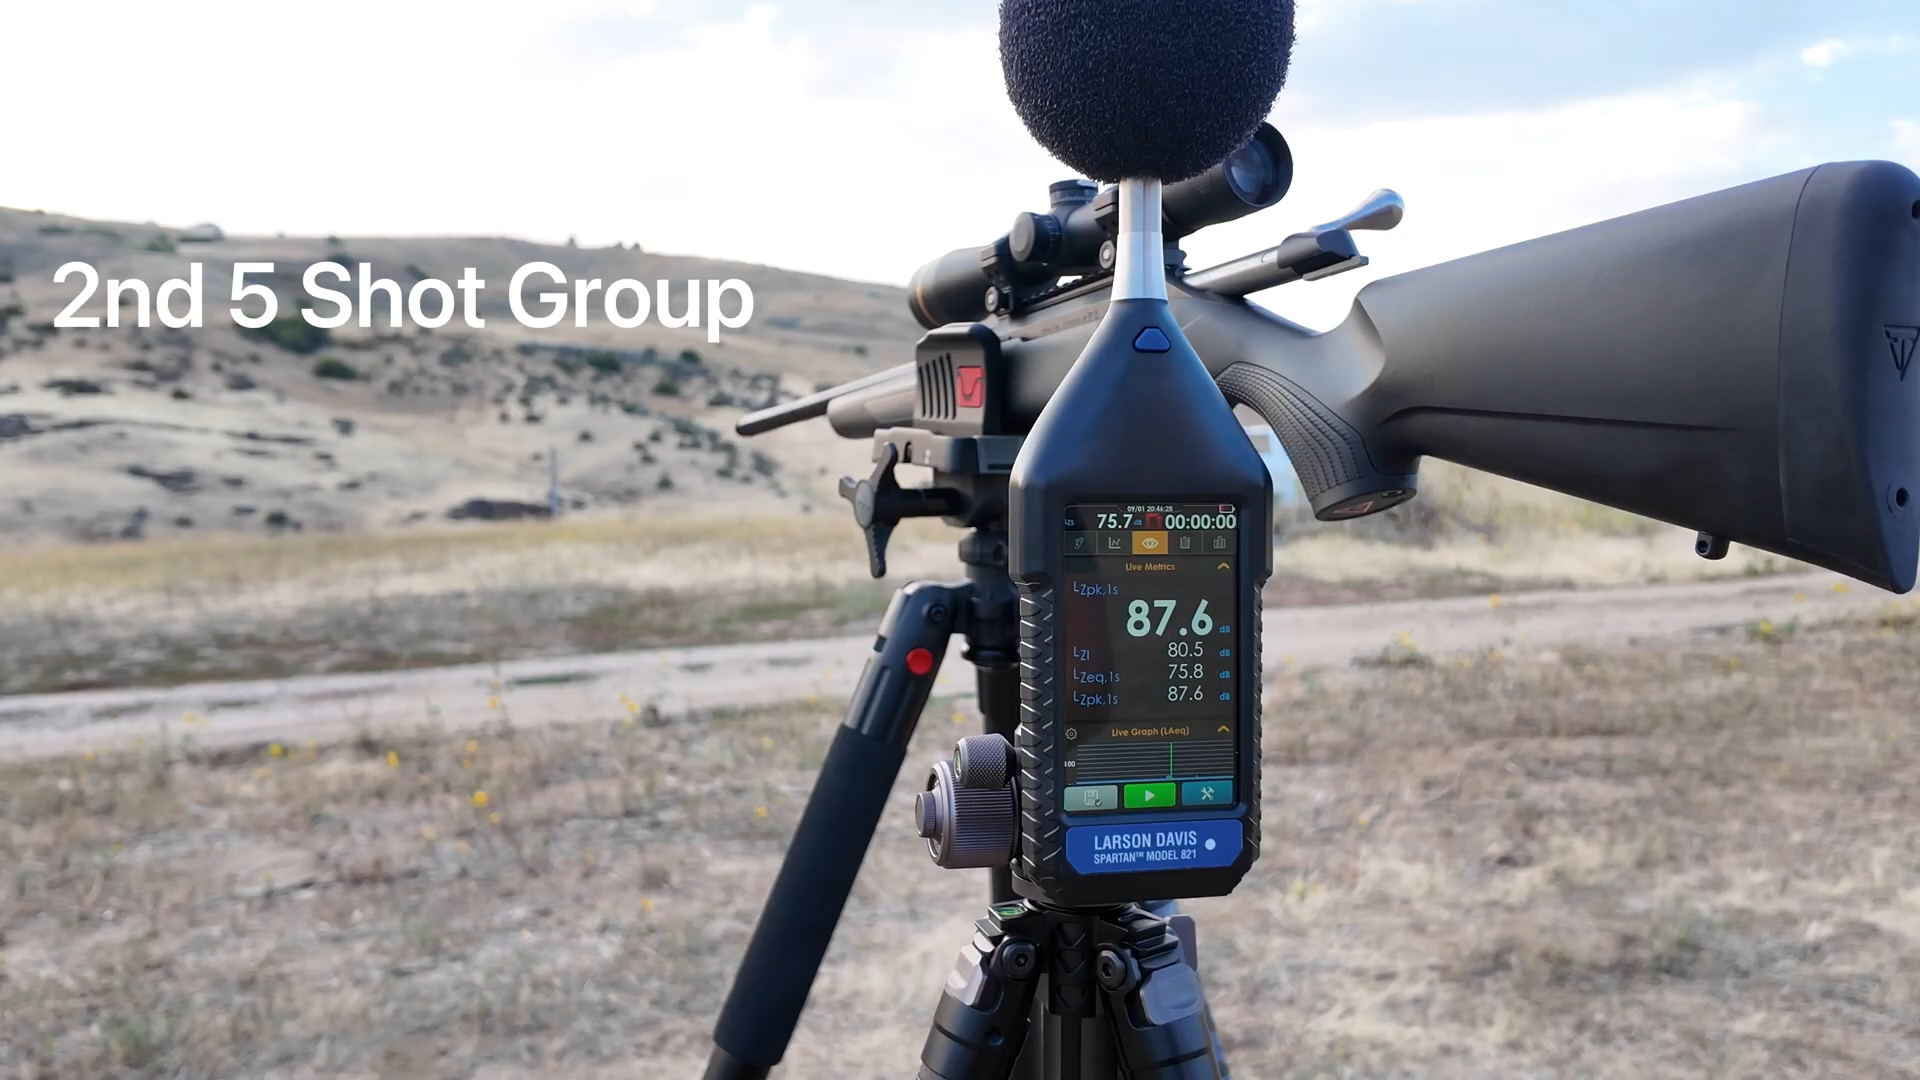 2nd 5 Shot Group
09/01 20:46:25
LZS 75.7 dB 00:00:00
Live Metrics
LZpk,1s
87.6 dB
LZI 80.5 dB
LZeq,1s 75.8 dB
LZpk,1s 87.6 dB
Live Graph (LAeq)
100
LARSON DAVIS
SPARTAN™ MODEL 821